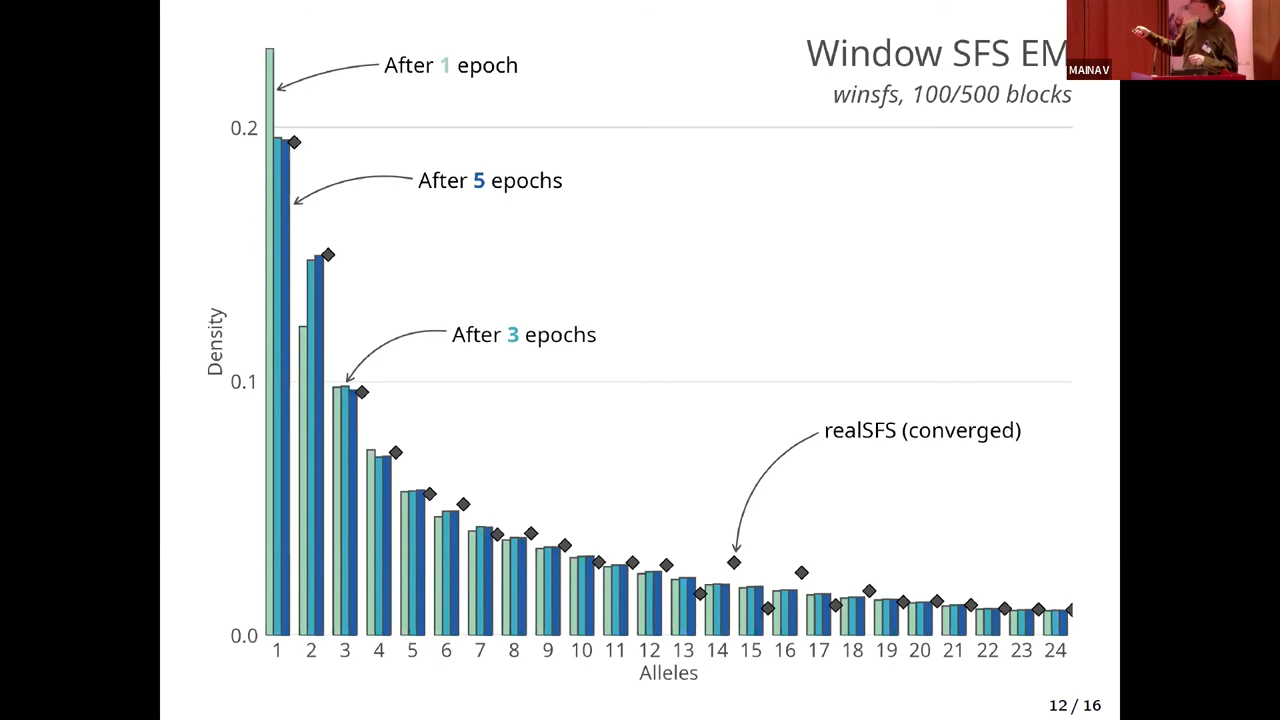 Window SFS EM
MAINAV
winsfs, 100/500 blocks
After 1 epoch
0.2
After 5 epochs
After 3 epochs
Density
0.1
realSFS (converged)
0.0
1 2 3 4 5 6 7 8 9 10 11 12 13 14 15 16 17 18 19 20 21 22 23 24
Alleles
12 / 16